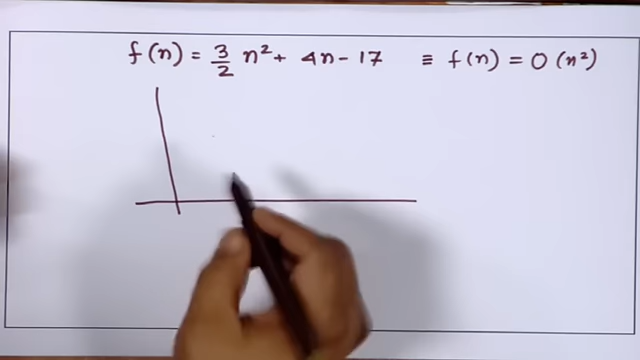 f(n) = 3/2 n² + 4n - 17 ≡ f(n) = O(n²)